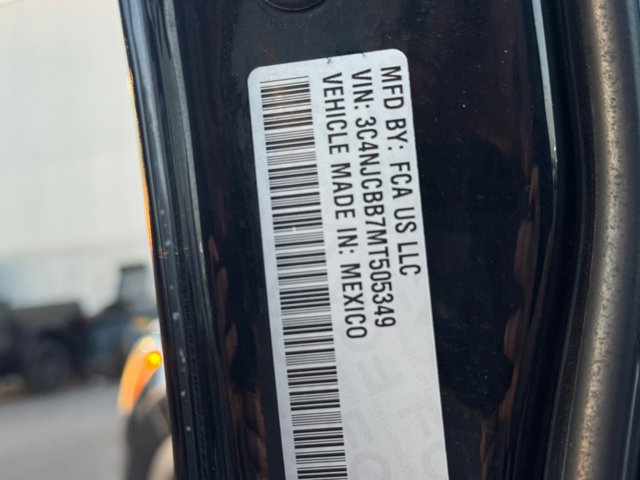 MFD BY: FCA US LLC
VIN: 3C4NJCBB7MT505349
VEHICLE MADE IN: MEXICO